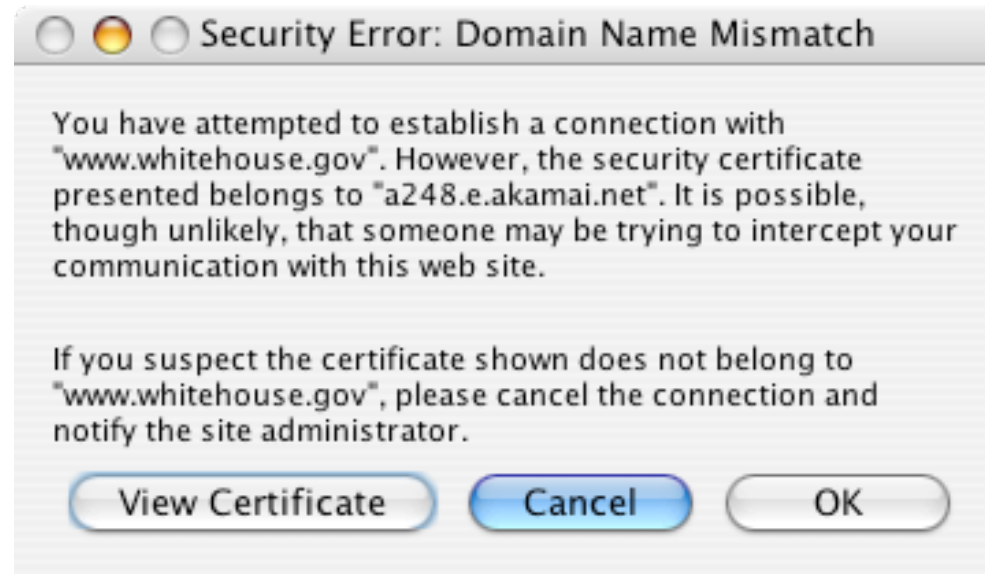 Security Error: Domain Name Mismatch
You have attempted to establish a connection with
"www.whitehouse.gov". However, the security certificate
presented belongs to "a248.e.akamai.net". It is possible,
though unlikely, that someone may be trying to intercept your
communication with this web site.
If you suspect the certificate shown does not belong to
"www.whitehouse.gov", please cancel the connection and
notify the site administrator.
View Certificate Cancel OK